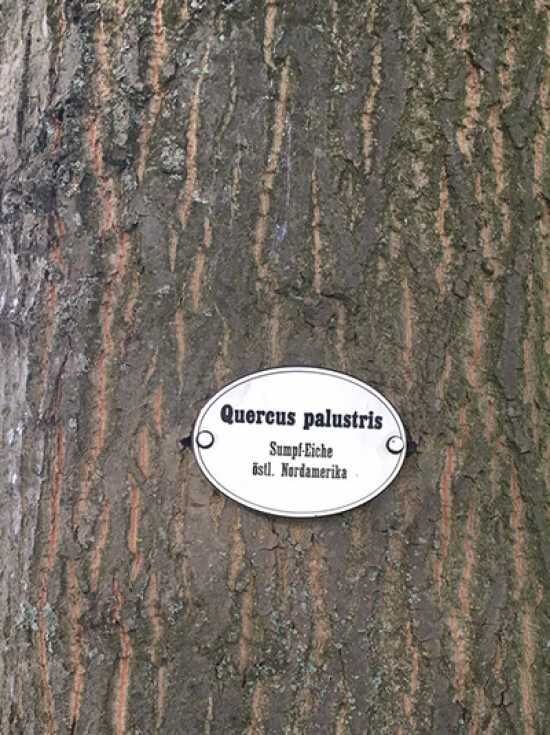 Quercus palustris
Sumpf-Eiche
östl. Nordamerika